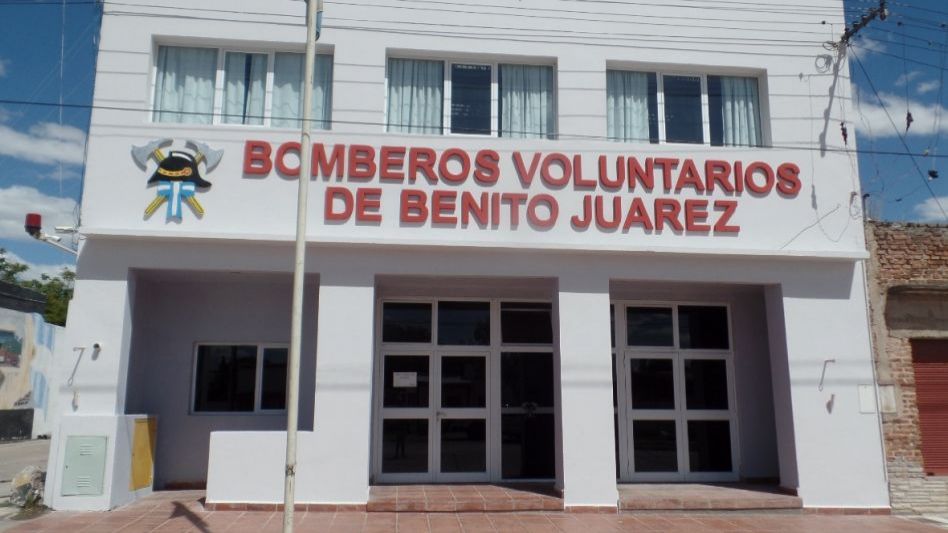 BOMBEROS VOLUNTARIOS
DE BENITO JUAREZ